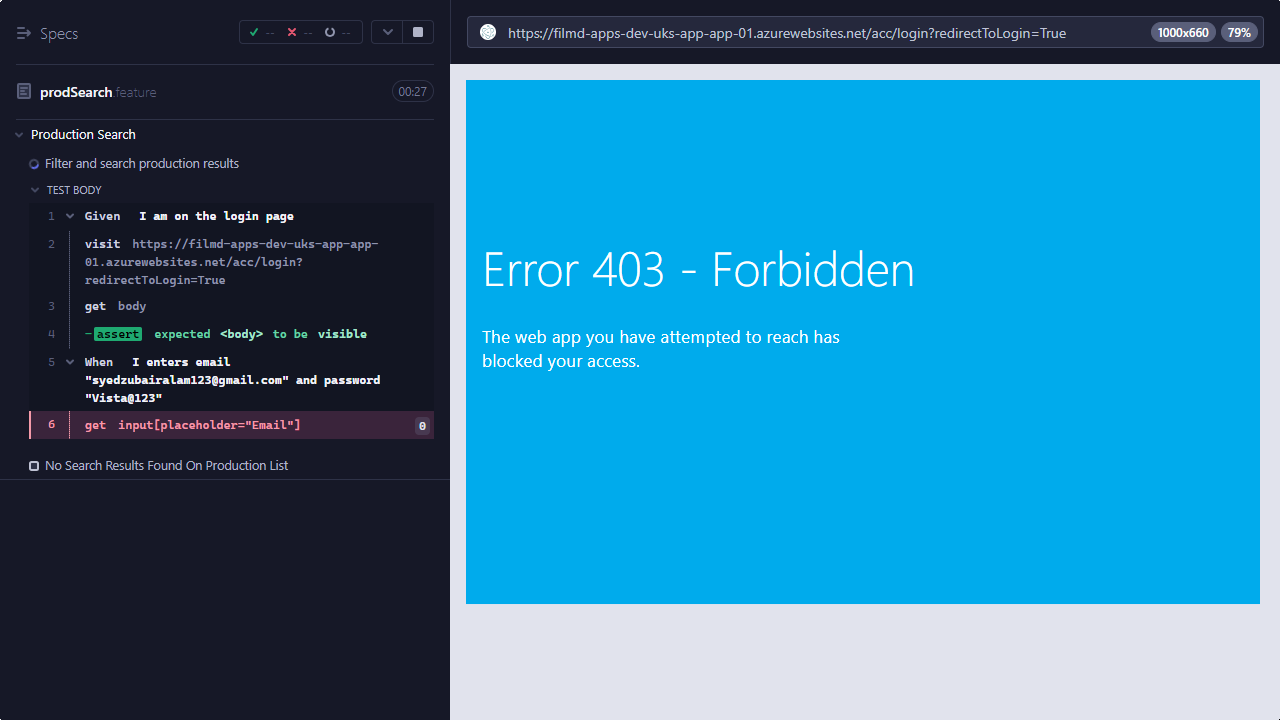 Specs
-- -- --
https://filmd-apps-dev-uks-app-app-01.azurewebsites.net/acc/login?redirectToLogin=True
1000x660
79%
prodSearch.feature
00:27
Production Search
Filter and search production results
TEST BODY
1 Given I am on the login page
2 visit https://filmd-apps-dev-uks-app-app-
01.azurewebsites.net/acc/login?
redirectToLogin=True
3 get body
4 -assert expected <body> to be visible
5 When I enters email
"syedzubairalam123@gmail.com" and password
"Vista@123"
6 get input[placeholder="Email"] 0
No Search Results Found On Production List
Error 403 - Forbidden
The web app you have attempted to reach has
blocked your access.